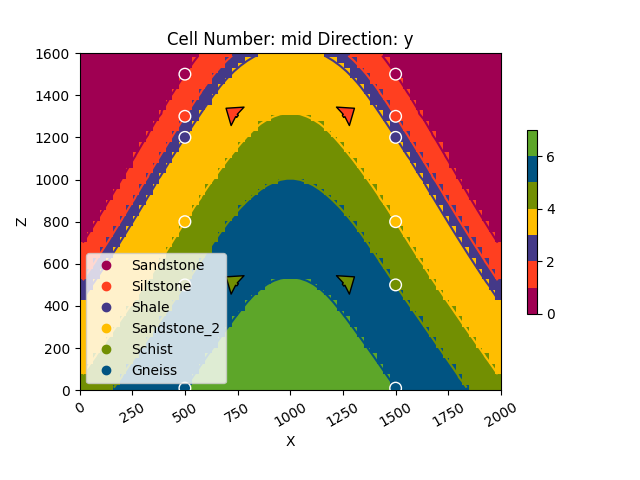 Cell Number: mid Direction: y
1600
1400
1200
1000
800
600
400
200
0
Z
Sandstone
Siltstone
Shale
Sandstone_2
Schist
Gneiss
0
250
500
750
1000
1250
1500
1750
2000
X
6
4
2
0